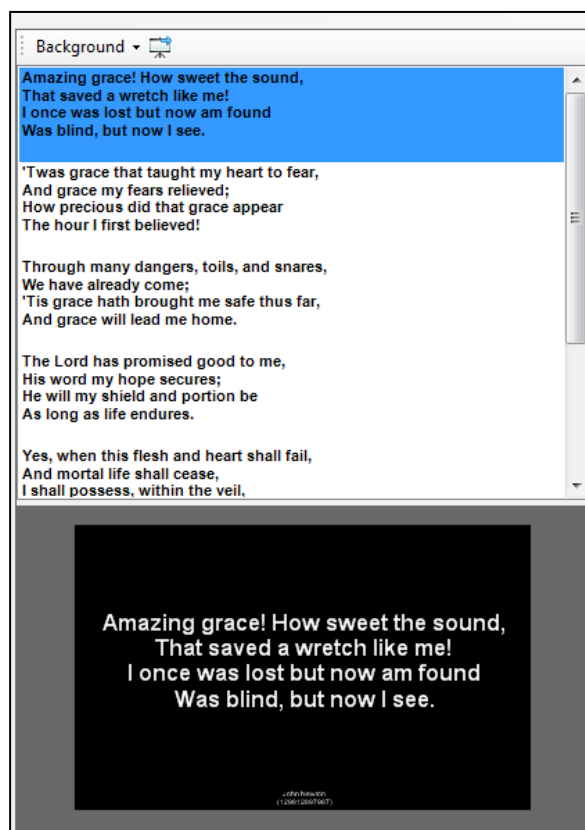 Background
Amazing grace! How sweet the sound,
That saved a wretch like me!
I once was lost but now am found
Was blind, but now I see.
'Twas grace that taught my heart to fear,
And grace my fears relieved;
How precious did that grace appear
The hour I first believed!
Through many dangers, toils, and snares,
We have already come;
'Tis grace hath brought me safe thus far,
And grace will lead me home.
The Lord has promised good to me,
His word my hope secures;
He will my shield and portion be
As long as life endures.
Yes, when this flesh and heart shall fail,
And mortal life shall cease,
I shall possess, within the veil,
Amazing grace! How sweet the sound,
That saved a wretch like me!
I once was lost but now am found
Was blind, but now I see.
John Newton